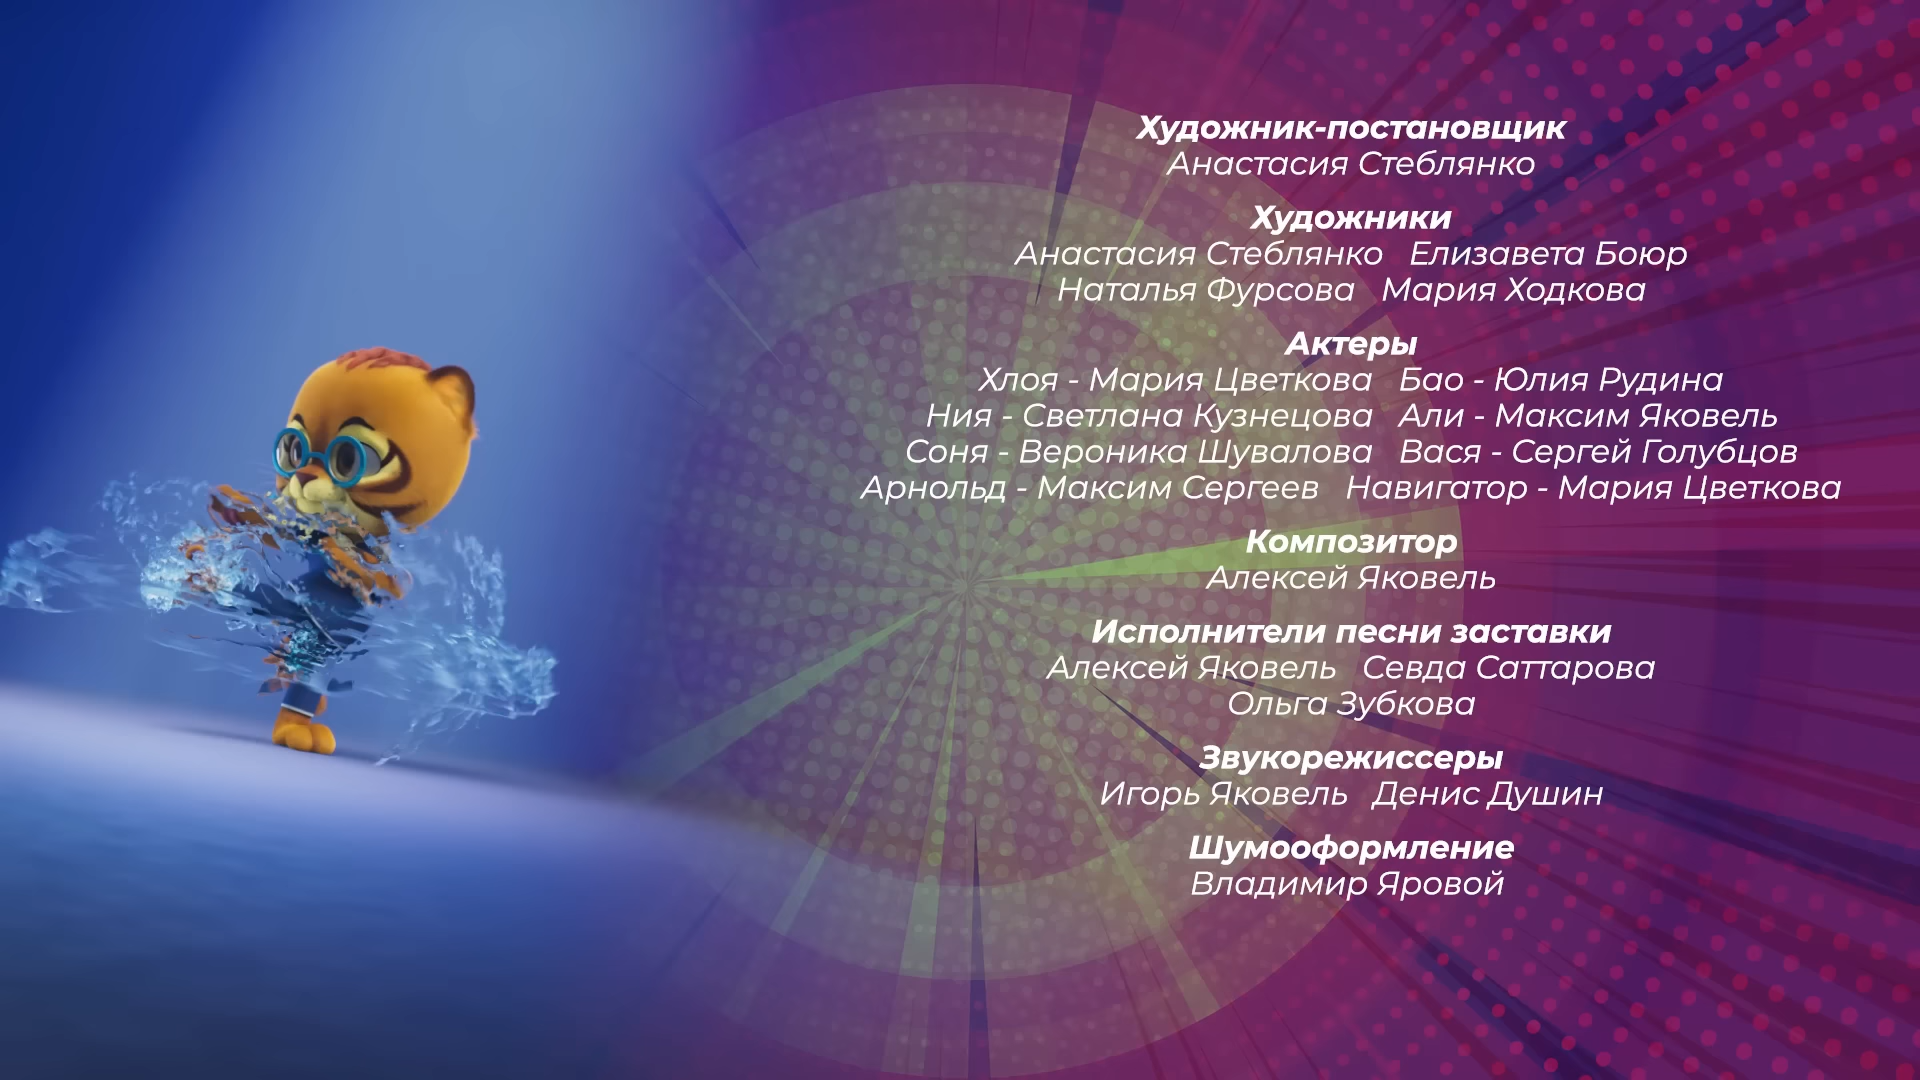 Художник-постановщик
Анастасия Стеблянко
Художники
Анастасия Стеблянко Елизавета Боюр
Наталья Фурсова Мария Ходкова
Актеры
Хлоя - Мария Цветкова Бао - Юлия Рудина
Ния - Светлана Кузнецова Али - Максим Яковель
Соня - Вероника Шувалова Вася - Сергей Голубцов
Арнольд - Максим Сергеев Навигатор - Мария Цветкова
Композитор
Алексей Яковель
Исполнители песни заставки
Алексей Яковель Севда Саттарова
Ольга Зубкова
Звукорежиссеры
Игорь Яковель Денис Душин
Шумооформление
Владимир Яровой